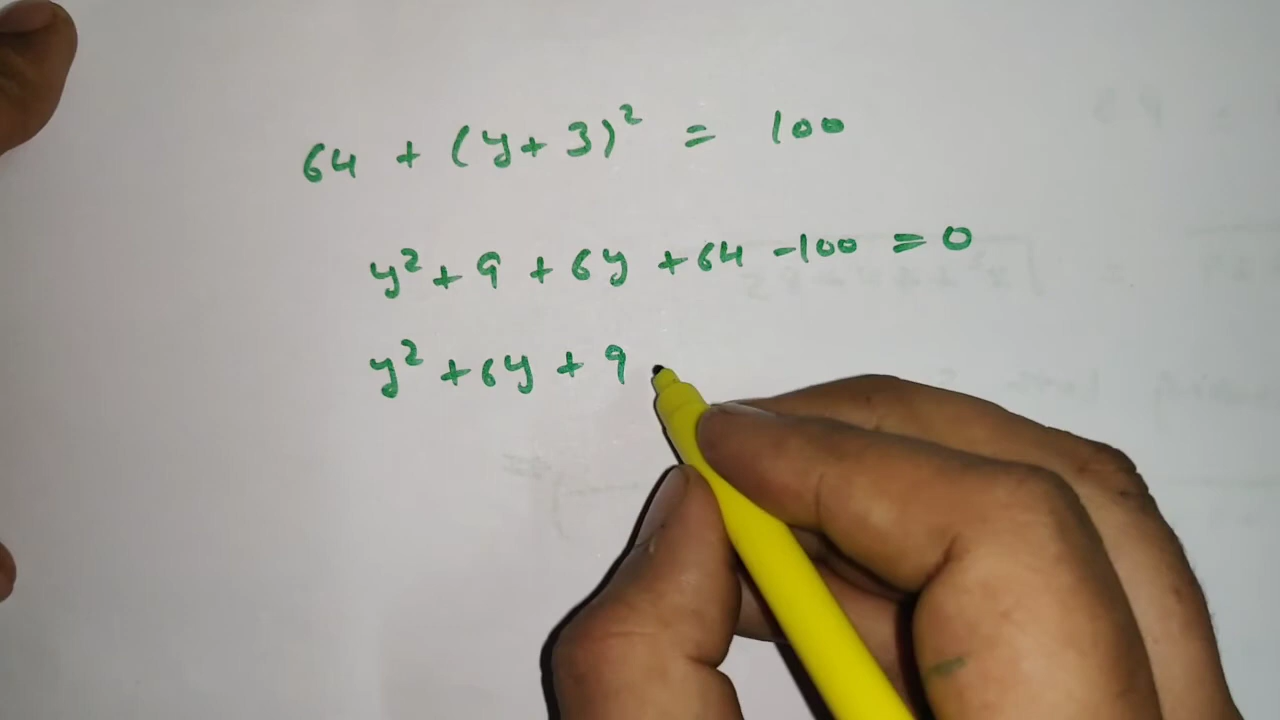 64 + (y + 3)² = 100
y² + 9 + 6y + 64 - 100 = 0
y² + 6y + 9